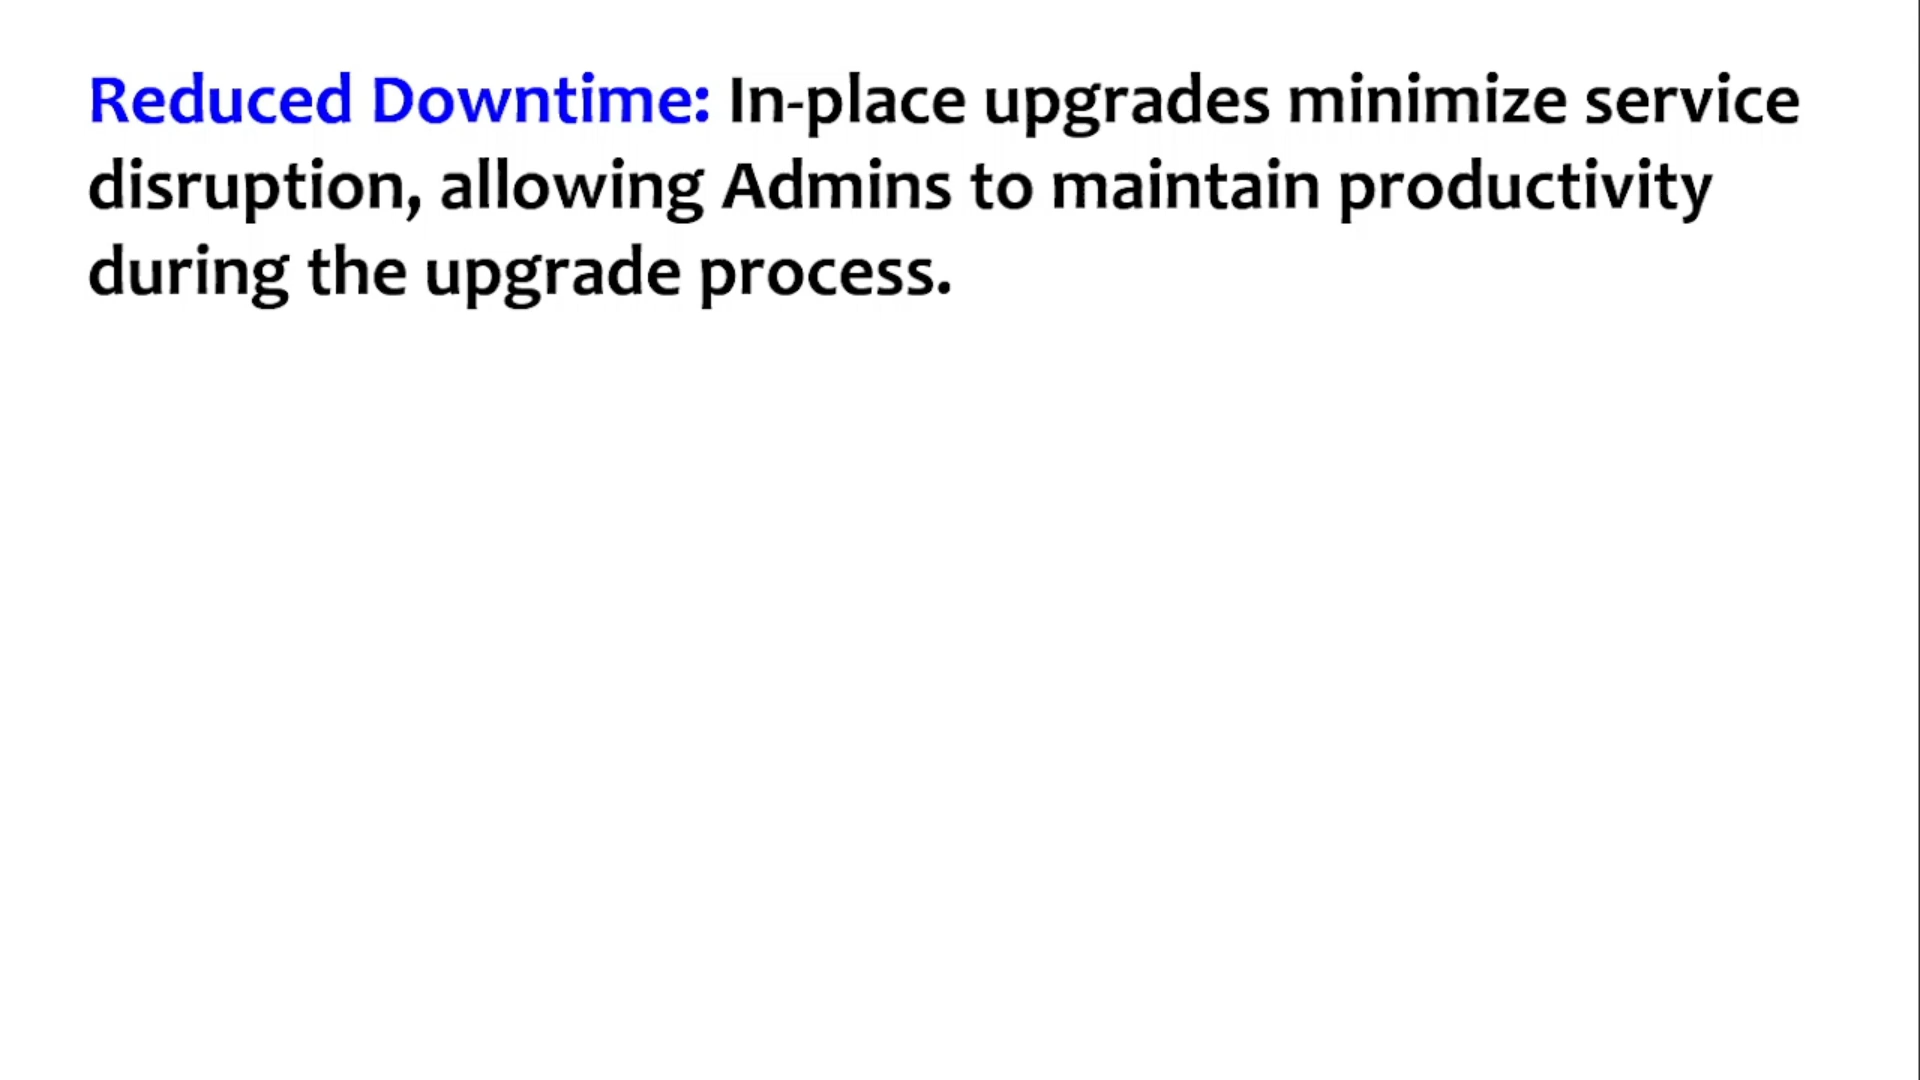 Reduced Downtime: In-place upgrades minimize service
disruption, allowing Admins to maintain productivity
during the upgrade process.